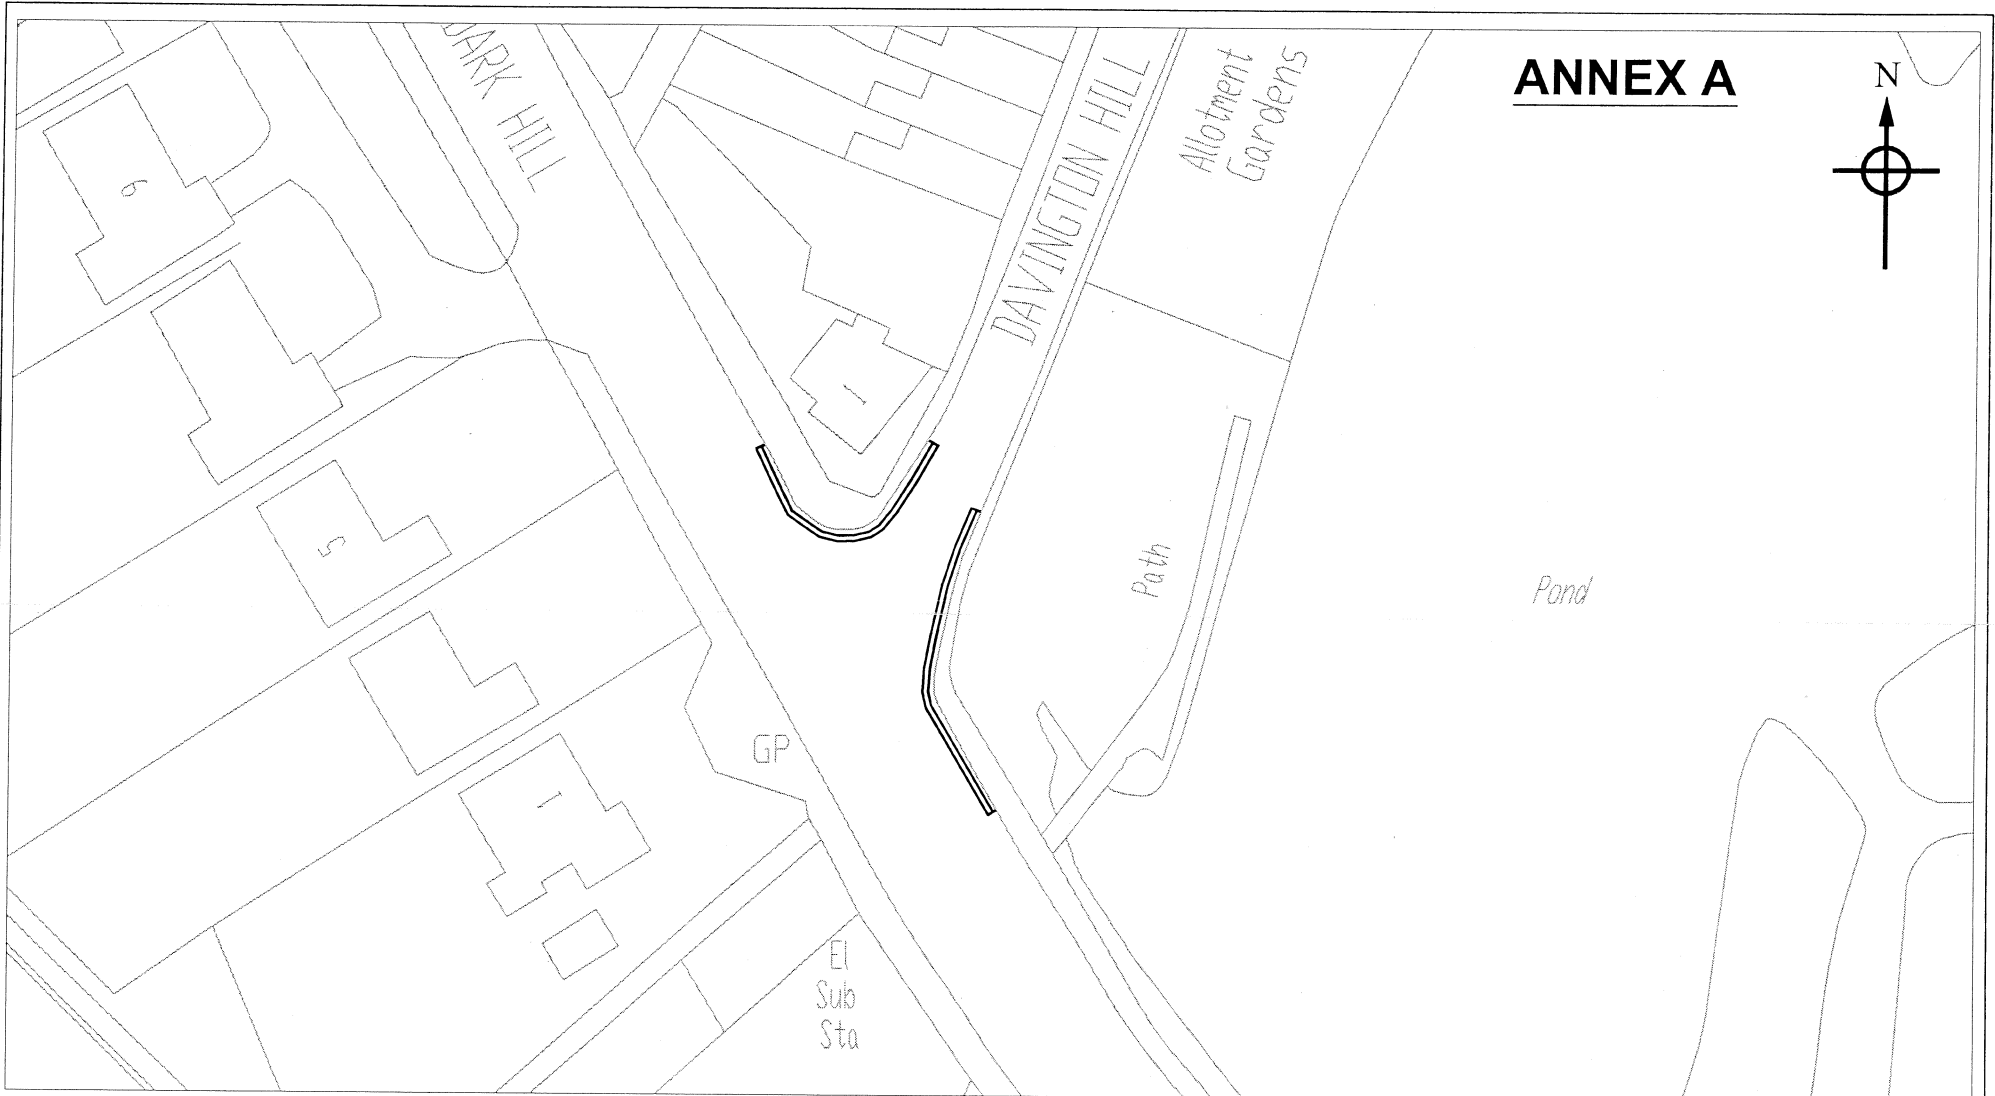 ANNEX A
N
DARK HILL
DAVINGTON HILL
Allotment
Gardens
6
1
5
Path
Pond
GP
1
El
Sub
Sta